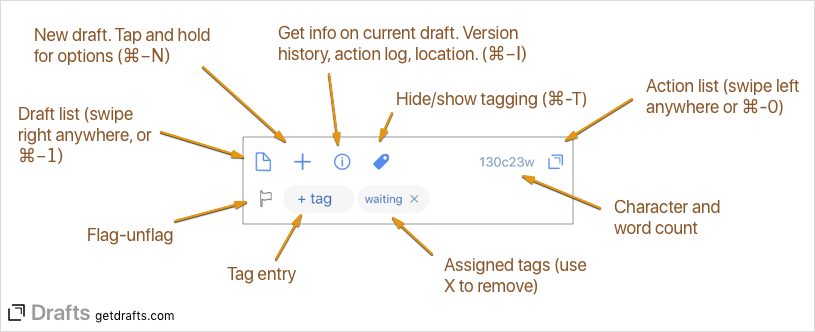 New draft. Tap and hold
for options (⌘–N)
Get info on current draft. Version
history, action log, location. (⌘–I)
Hide/show tagging (⌘-T)
Action list (swipe left
anywhere or ⌘-0)
Draft list (swipe
right anywhere, or
⌘–1)
130c23w
+ tag
waiting ×
Flag-unflag
Tag entry
Assigned tags (use
X to remove)
Character and
word count
Drafts getdrafts.com